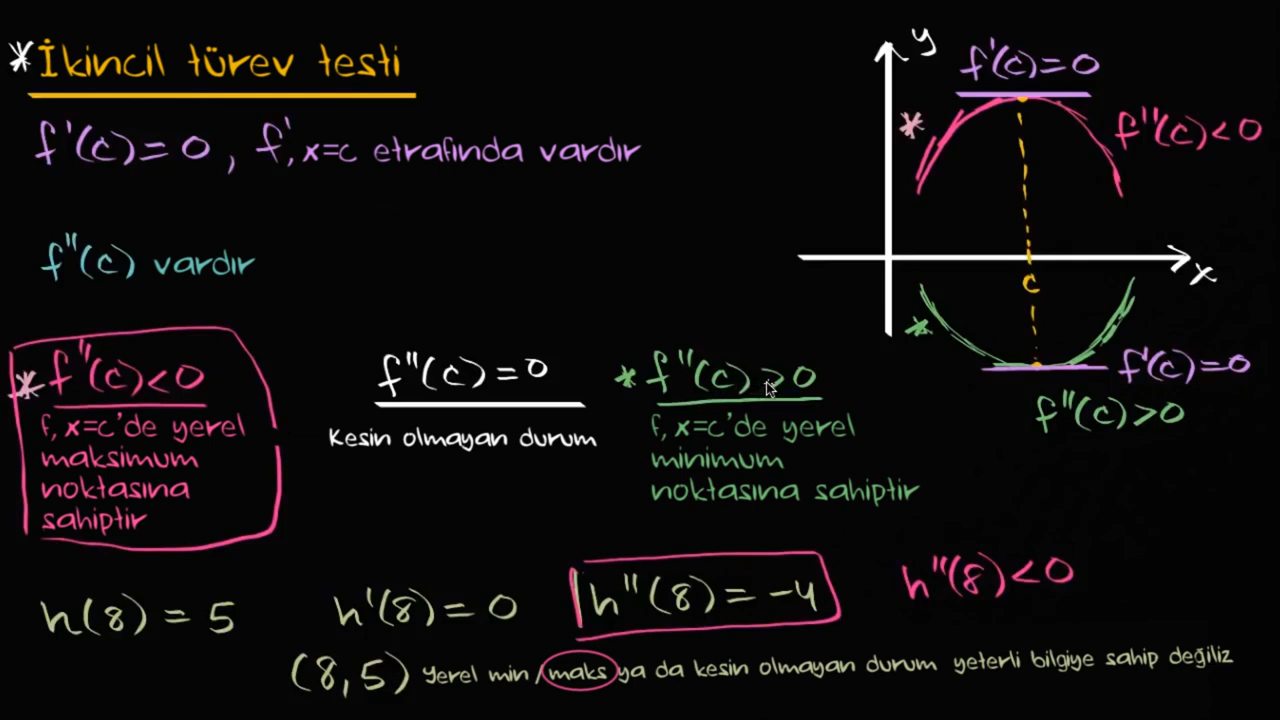 * İkincil türev testi
f'(c) = 0 , f', x=c etrafında vardır
f''(c) vardır
* f''(c) < 0
f, x=c'de yerel
maksimum
noktasına
sahiptir
f''(c) = 0
Kesin olmayan durum
* f''(c) > 0
f, x=c'de yerel
minimum
noktasına sahiptir
y
f'(c) = 0
*
f''(c) < 0
x
c
*
f'(c) = 0
f''(c) > 0
h(8) = 5
h'(8) = 0
h''(8) = -4
h''(8) < 0
(8,5) yerel min / maks ya da kesin olmayan durum yeterli bilgiye sahip değiliz